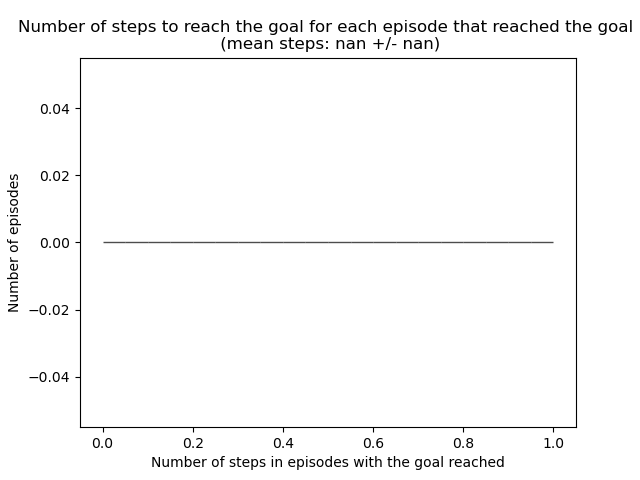 Number of steps to reach the goal for each episode that reached the goal
(mean steps: nan +/- nan)
0.04
0.02
0.00
−0.02
−0.04
Number of episodes
0.0 0.2 0.4 0.6 0.8 1.0
Number of steps in episodes with the goal reached